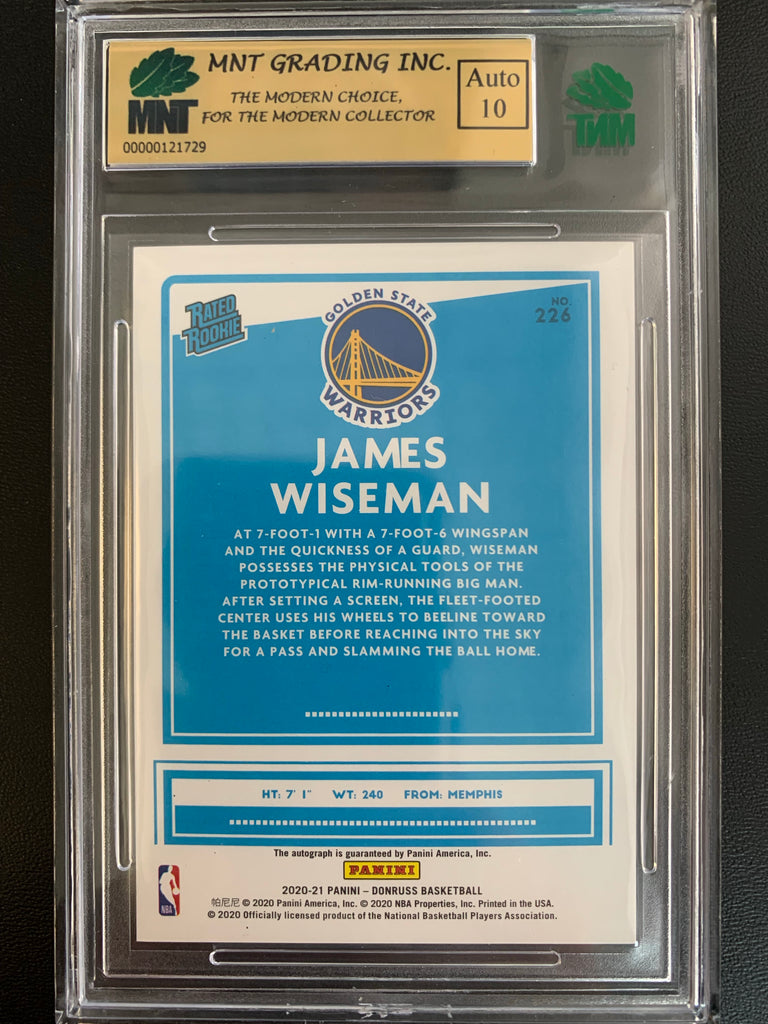 MNT GRADING INC.
THE MODERN CHOICE,
FOR THE MODERN COLLECTOR
MNT
00000121729
Auto
10
MNT
RATED
ROOKIE
GOLDEN STATE
WARRIORS
NO.
226
JAMES
WISEMAN
AT 7-FOOT-1 WITH A 7-FOOT-6 WINGSPAN
AND THE QUICKNESS OF A GUARD, WISEMAN
POSSESSES THE PHYSICAL TOOLS OF THE
PROTOTYPICAL RIM-RUNNING BIG MAN.
AFTER SETTING A SCREEN, THE FLEET-FOOTED
CENTER USES HIS WHEELS TO BEELINE TOWARD
THE BASKET BEFORE REACHING INTO THE SKY
FOR A PASS AND SLAMMING THE BALL HOME.
HT: 7' 1" WT: 240 FROM: MEMPHIS
The autograph is guaranteed by Panini America, Inc.
PANINI
2020-21 PANINI – DONRUSS BASKETBALL
帕尼尼 © 2020 Panini America, Inc. © 2020 NBA Properties, Inc. Printed in the USA.
© 2020 Officially licensed product of the National Basketball Players Association.
NBA